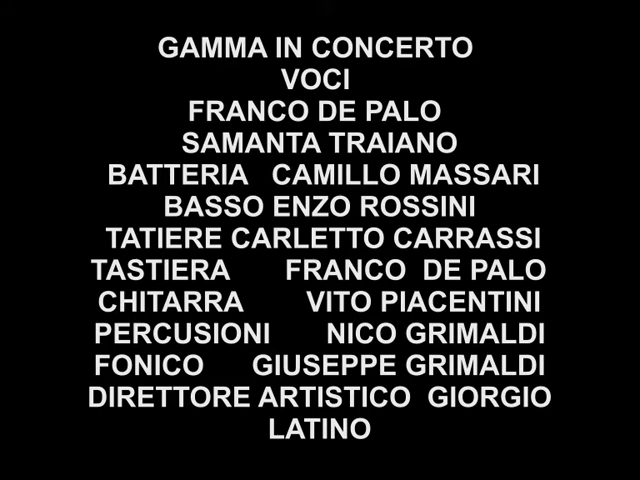 GAMMA IN CONCERTO
VOCI
FRANCO DE PALO
SAMANTA TRAIANO
BATTERIA CAMILLO MASSARI
BASSO ENZO ROSSINI
TATIERE CARLETTO CARRASSI
TASTIERA FRANCO DE PALO
CHITARRA VITO PIACENTINI
PERCUSIONI NICO GRIMALDI
FONICO GIUSEPPE GRIMALDI
DIRETTORE ARTISTICO GIORGIO
LATINO